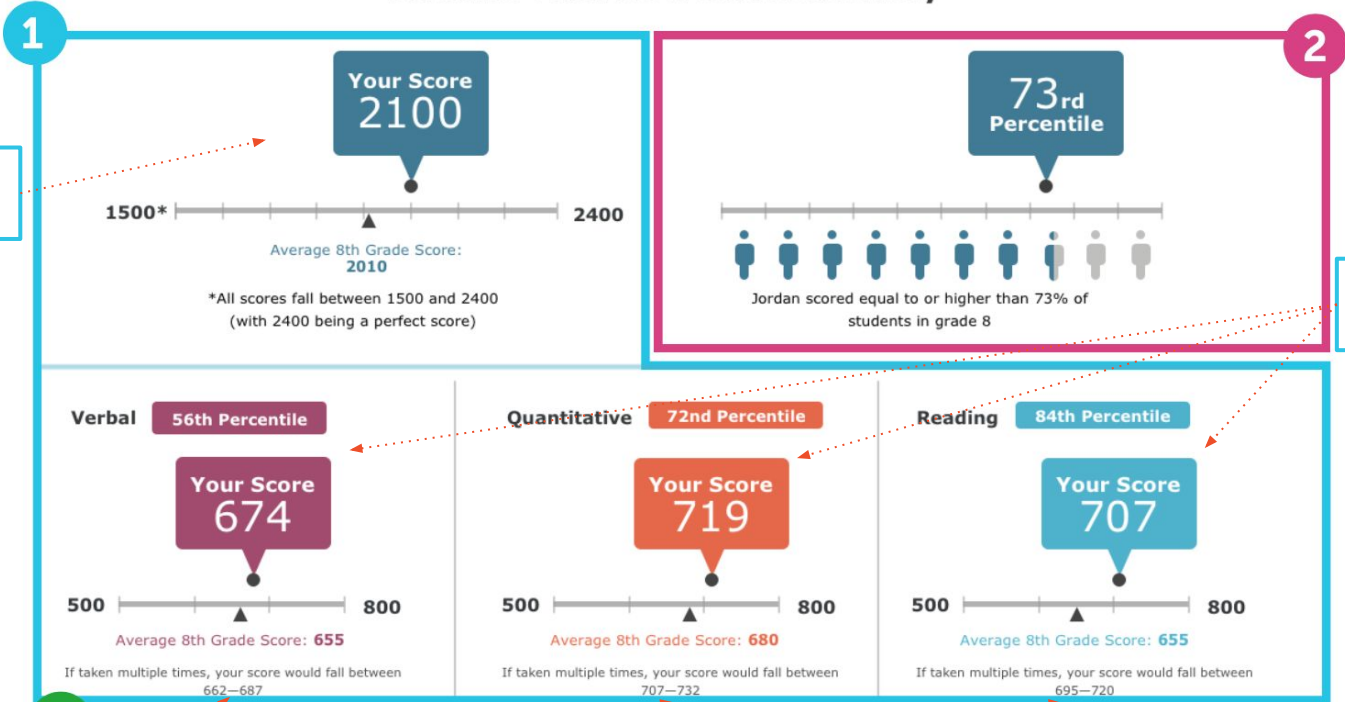 1
2
Your Score
2100
1500*
2400
Average 8th Grade Score:
2010
*All scores fall between 1500 and 2400
(with 2400 being a perfect score)
73rd
Percentile
Jordan scored equal to or higher than 73% of
students in grade 8
Verbal
56th Percentile
Your Score
674
500
800
Average 8th Grade Score: 655
If taken multiple times, your score would fall between
662—687
Quantitative
72nd Percentile
Your Score
719
500
800
Average 8th Grade Score: 680
If taken multiple times, your score would fall between
707—732
Reading
84th Percentile
Your Score
707
500
800
Average 8th Grade Score: 655
If taken multiple times, your score would fall between
695—720